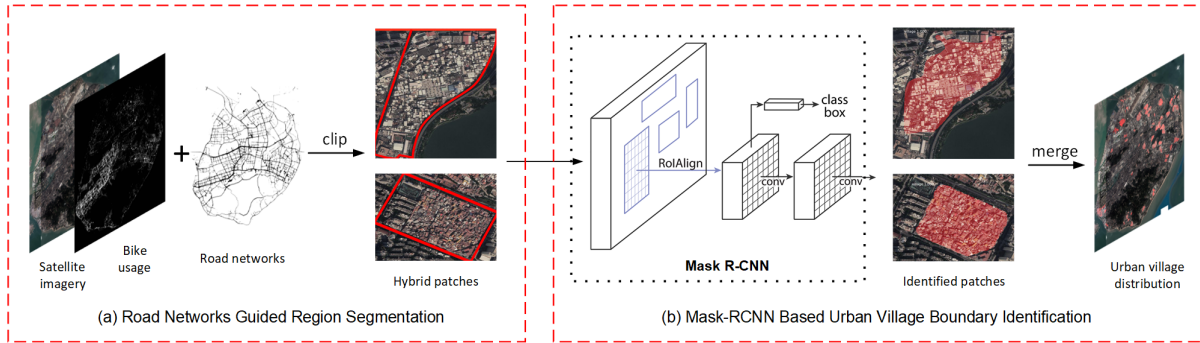 Satellite
imagery
Bike
usage
Road networks
clip
Hybrid patches
(a) Road Networks Guided Region Segmentation
RoIAlign
class
box
conv
conv
Mask R-CNN
Identified patches
merge
Urban village
distribution
(b) Mask-RCNN Based Urban Village Boundary Identification